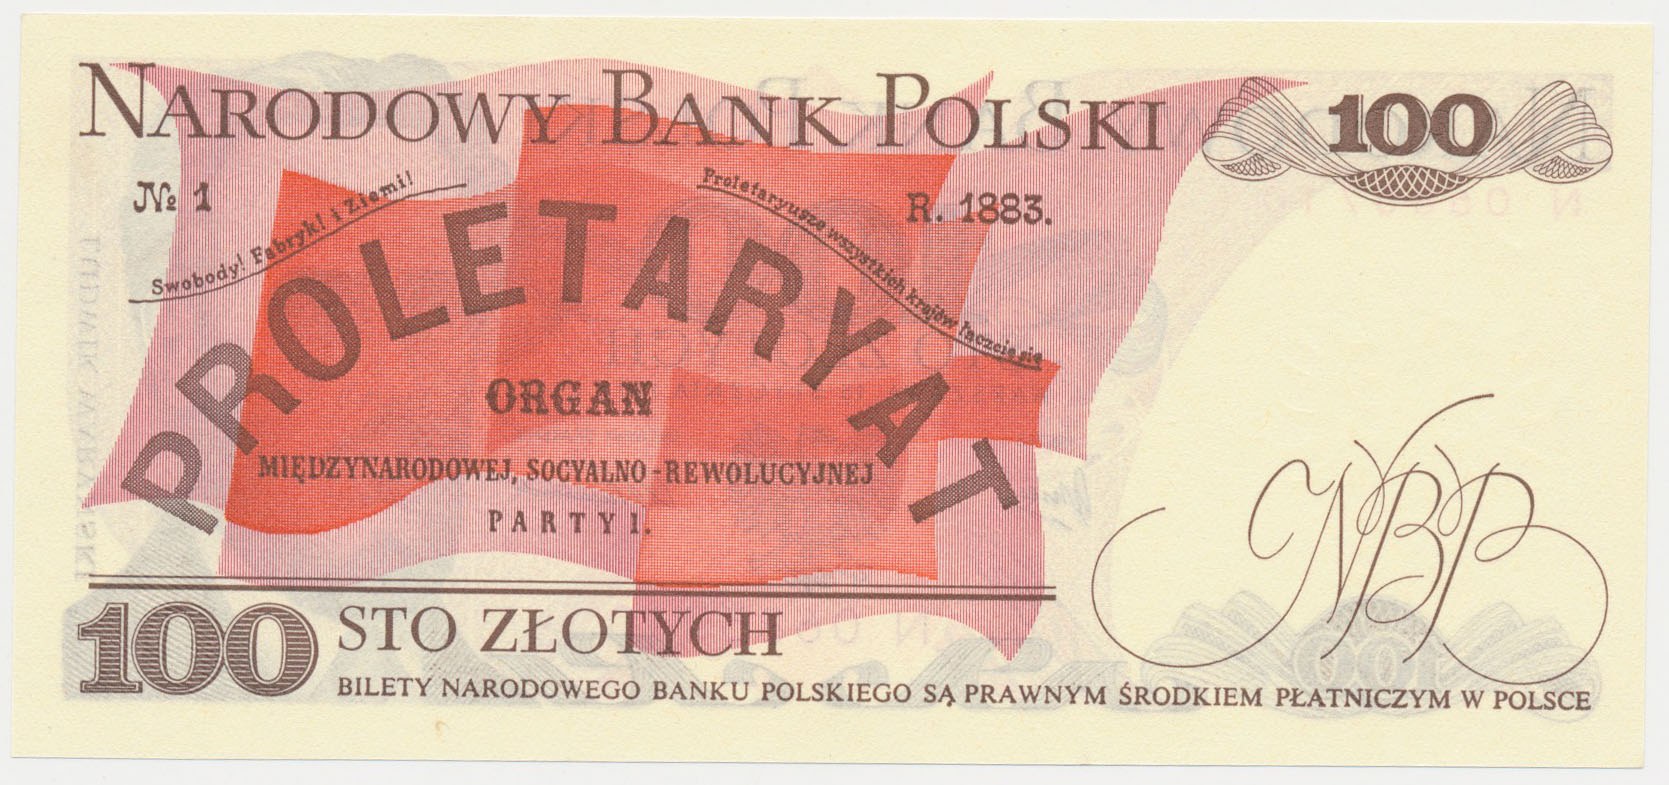 NARODOWY BANK POLSKI
100
№ 1
R. 1883.
Swobody! Fabryk! i Ziemi!
Proletaryusze wszystkich krajów łączcie się
PROLETARYAT
ORGAN
MIĘDZYNARODOWEJ, SOCYALNO-REWOLUCYJNEJ
PARTYI.
NBP
100
STO ZŁOTYCH
BILETY NARODOWEGO BANKU POLSKIEGO SĄ PRAWNYM ŚRODKIEM PŁATNICZYM W POLSCE